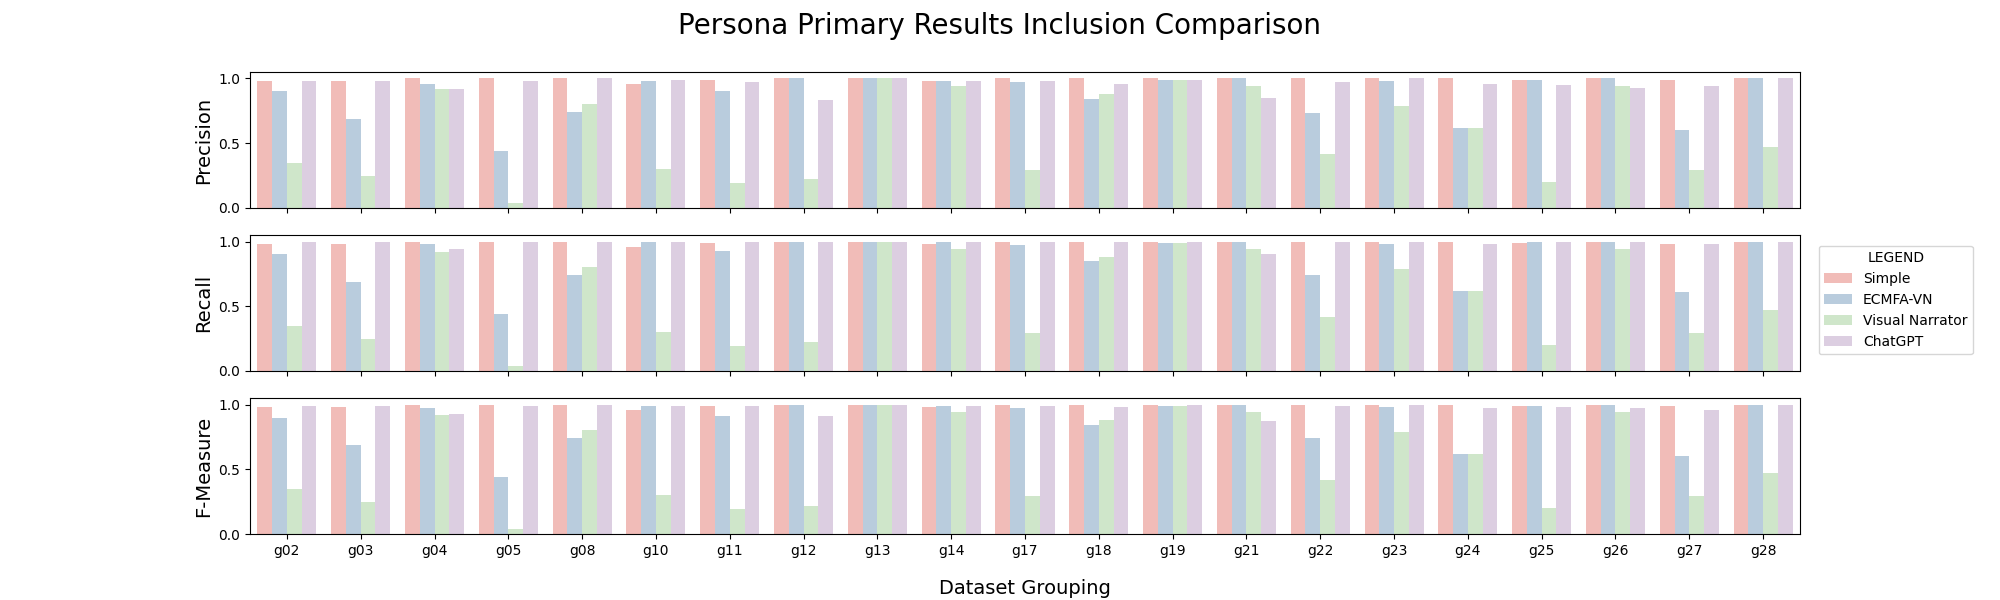 Persona Primary Results Inclusion Comparison
Precision
1.0
0.5
0.0
Recall
1.0
0.5
0.0
F-Measure
1.0
0.5
0.0
g02 g03 g04 g05 g08 g10 g11 g12 g13 g14 g17 g18 g19 g21 g22 g23 g24 g25 g26 g27 g28
Dataset Grouping
LEGEND
Simple
ECMFA-VN
Visual Narrator
ChatGPT